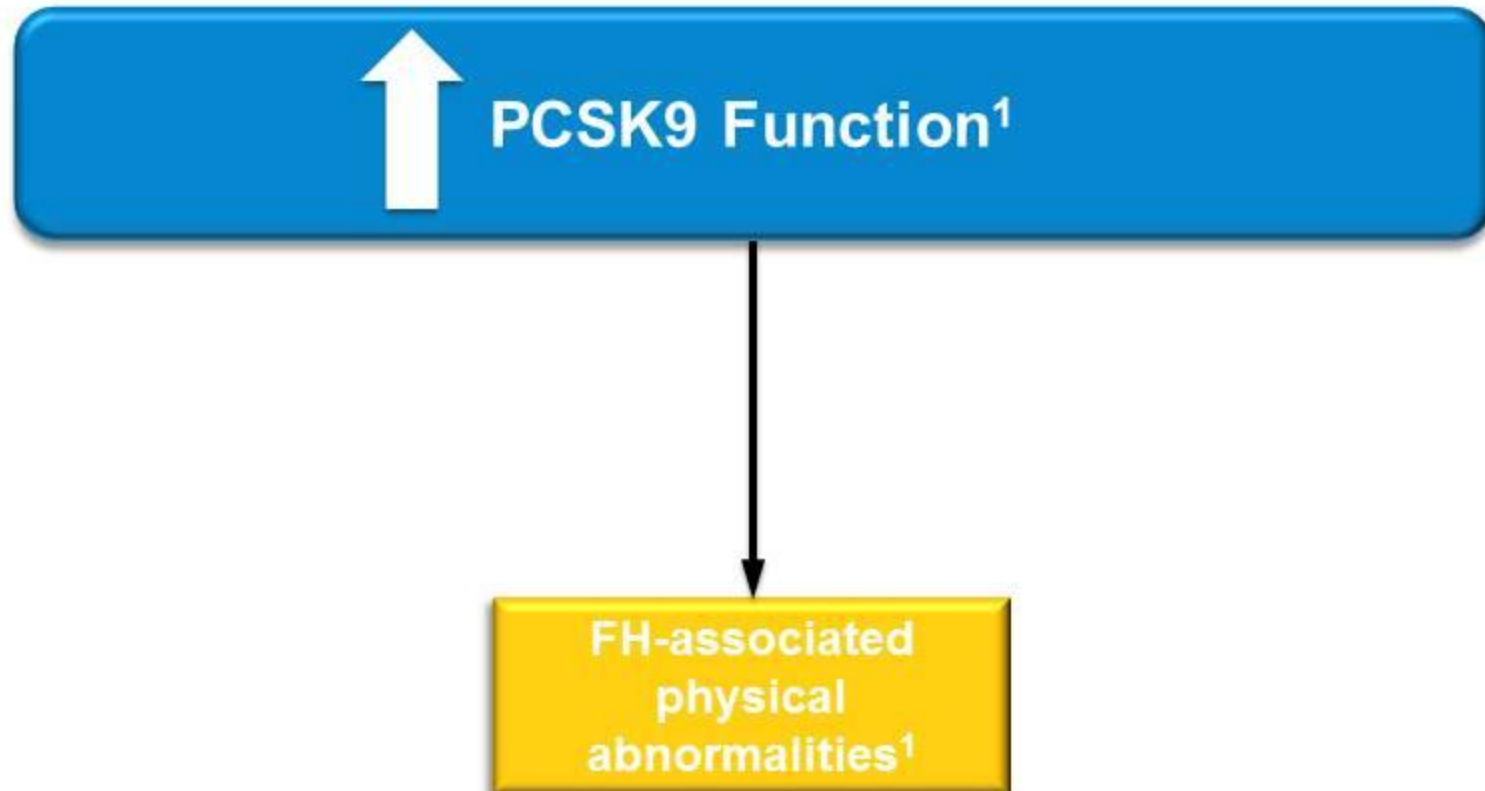 PCSK9 Function¹
FH-associated
physical
abnormalities¹